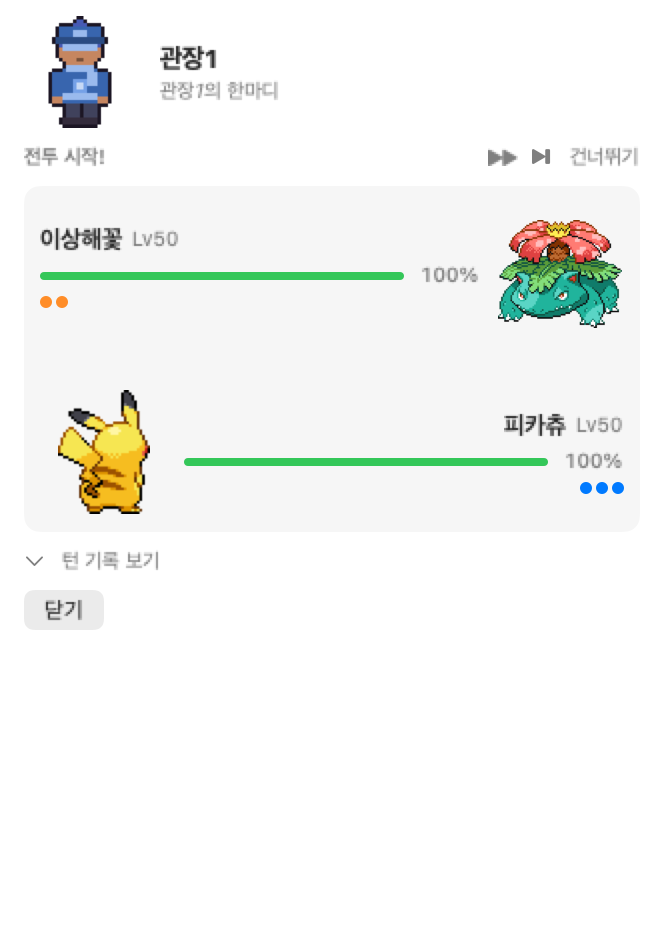 관장1
관장1의 한마디
전투 시작!
건너뛰기
이상해꽃 Lv50
100%
피카츄 Lv50
100%
턴 기록 보기
닫기